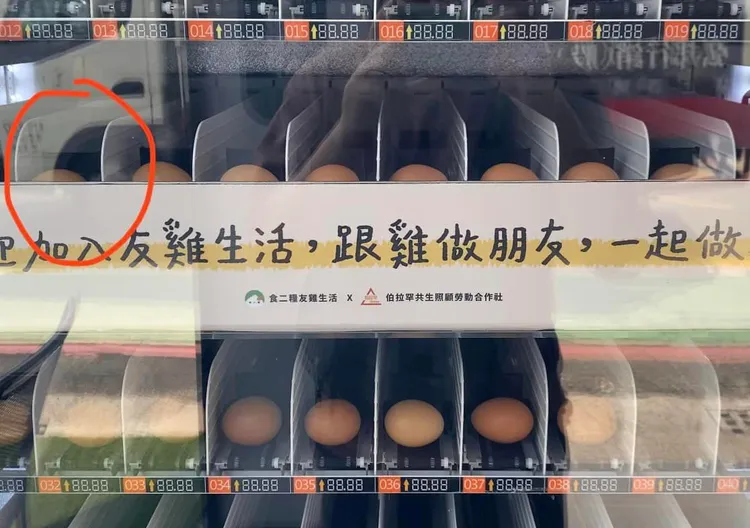 012 88.88 013 88.88 014 88.88 015 88.88 016 88.88 017 88.88 018 88.88 019 88.88
加入友雞生活，跟雞做朋友，一起做
食二糧友雞生活 X 伯拉罕共生照顧勞動合作社
032 88.88 033 88.88 034 88.88 035 88.88 036 88.88 037 88.88 038 88.88 039 88.88 040